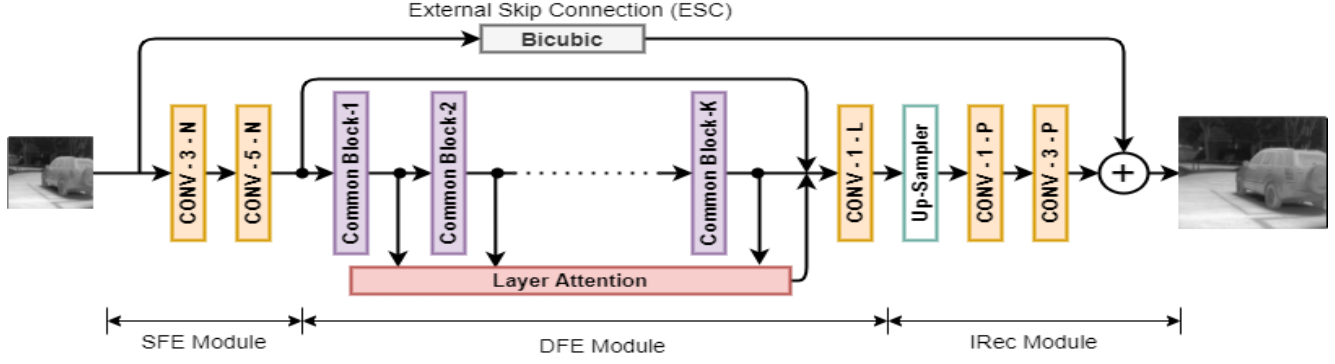 External Skip Connection (ESC)
Bicubic
CONV - 3 - N
CONV - 5 - N
Common Block-1
Common Block-2
Common Block-K
CONV - 1 - L
Up-Sampler
CONV - 1 - P
CONV - 3 - P
+
Layer Attention
SFE Module
DFE Module
IRec Module